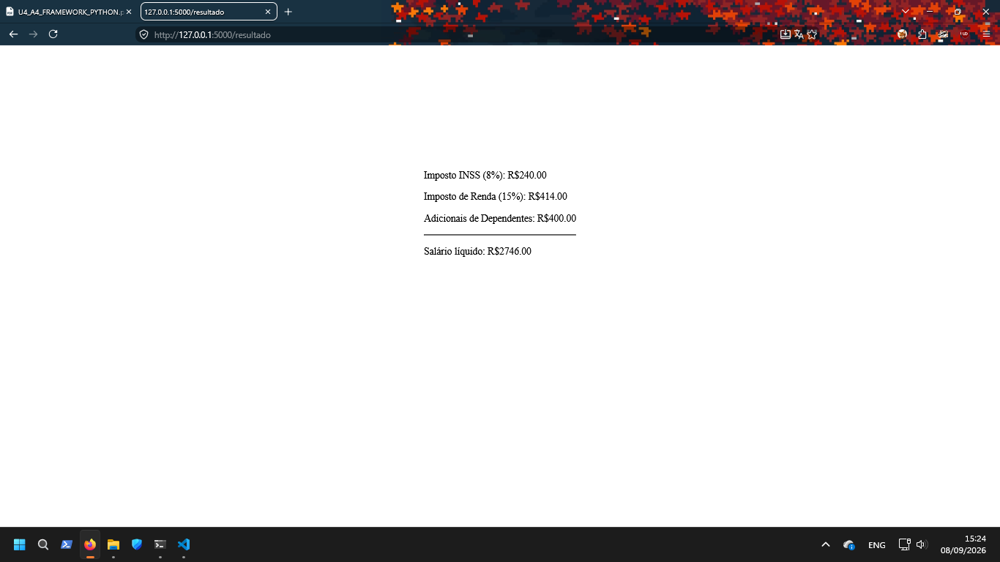 U4_A4_FRAMEWORK_PYTHON.p
127.0.0.1:5000/resultado
http://127.0.0.1:5000/resultado
Imposto INSS (8%): R$240.00
Imposto de Renda (15%): R$414.00
Adicionais de Dependentes: R$400.00
Salário líquido: R$2746.00
ENG
15:24
08/09/2026